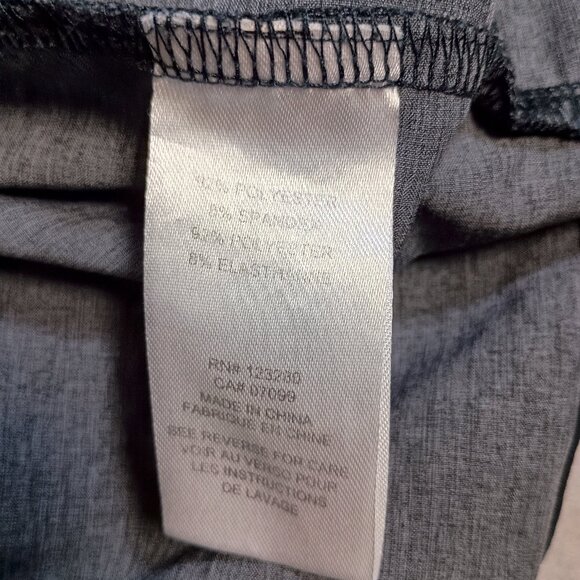 92% POLYESTER
8% SPANDEX
92% POLYESTER
8% ELASTHANNE
RN# 123280
CA# 07099
MADE IN CHINA
FABRIQUE EN CHINE
SEE REVERSE FOR CARE
VOIR AU VERSO POUR
LES INSTRUCTIONS
DE LAVAGE